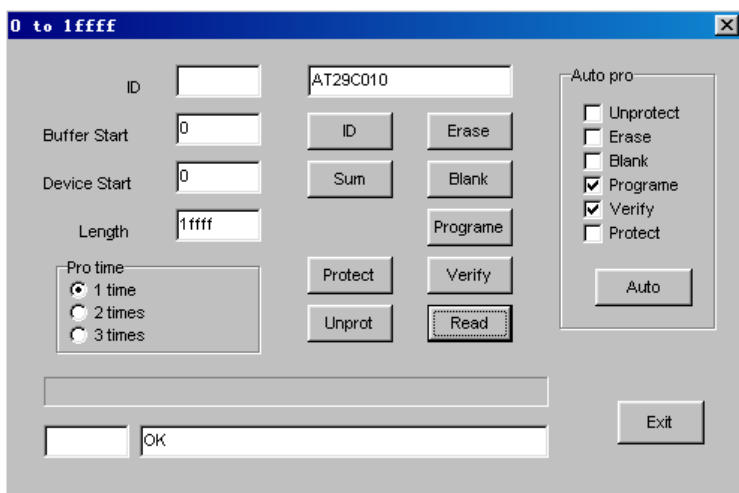 0 to 1ffff
ID
AT29C010
Auto pro
Unprotect
Erase
Blank
Programe
Verify
Protect
Auto
Buffer Start 0
ID Erase
Device Start 0
Sum Blank
Length 1ffff
Programe
Pro time
1 time
2 times
3 times
Protect Verify
Unprot Read
Exit
OK